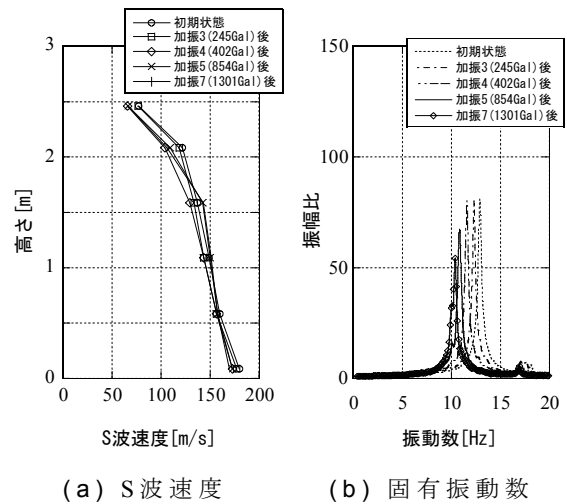 初期状態
加振3(245Gal)後
加振4(402Gal)後
加振5(854Gal)後
加振7(1301Gal)後
3
2
1
0
高さ[m]
0 50 100 150 200
S波速度[m/s]
(a) S波速度
初期状態
加振3(245Gal)後
加振4(402Gal)後
加振5(854Gal)後
加振7(1301Gal)後
150
100
50
0
振幅比
0 5 10 15 20
振動数[Hz]
(b) 固有振動数